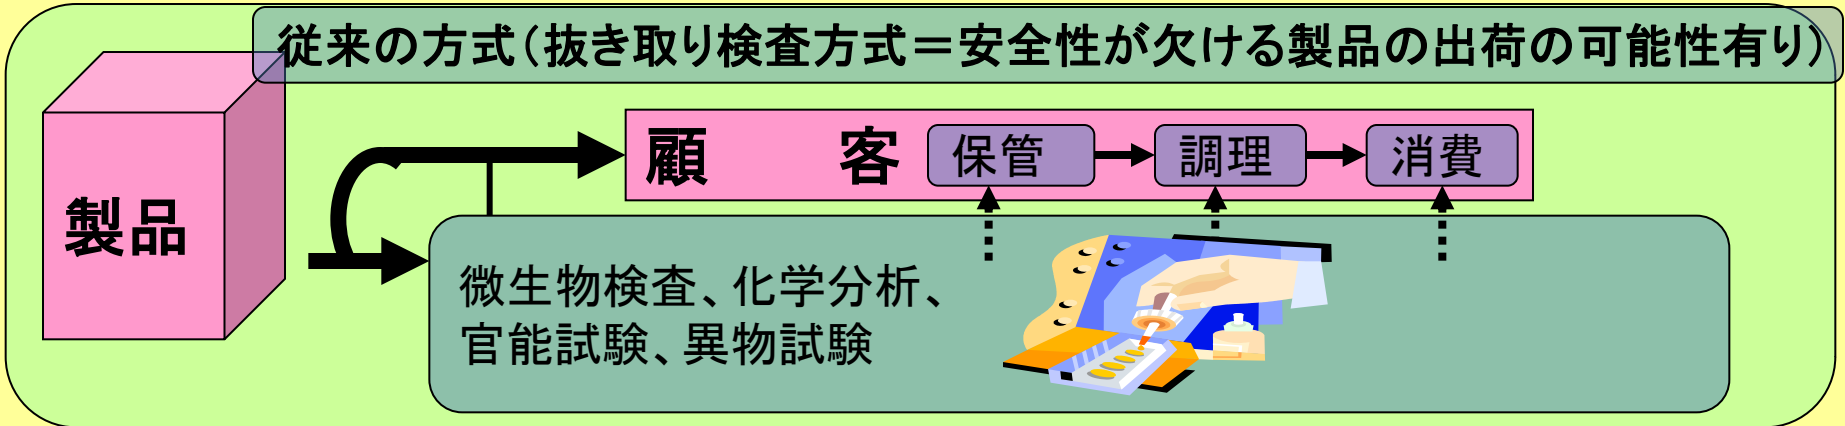 従来の方式（抜き取り検査方式＝安全性が欠ける製品の出荷の可能性有り）
製品
顧　　客
保管
調理
消費
微生物検査、化学分析、
官能試験、異物試験